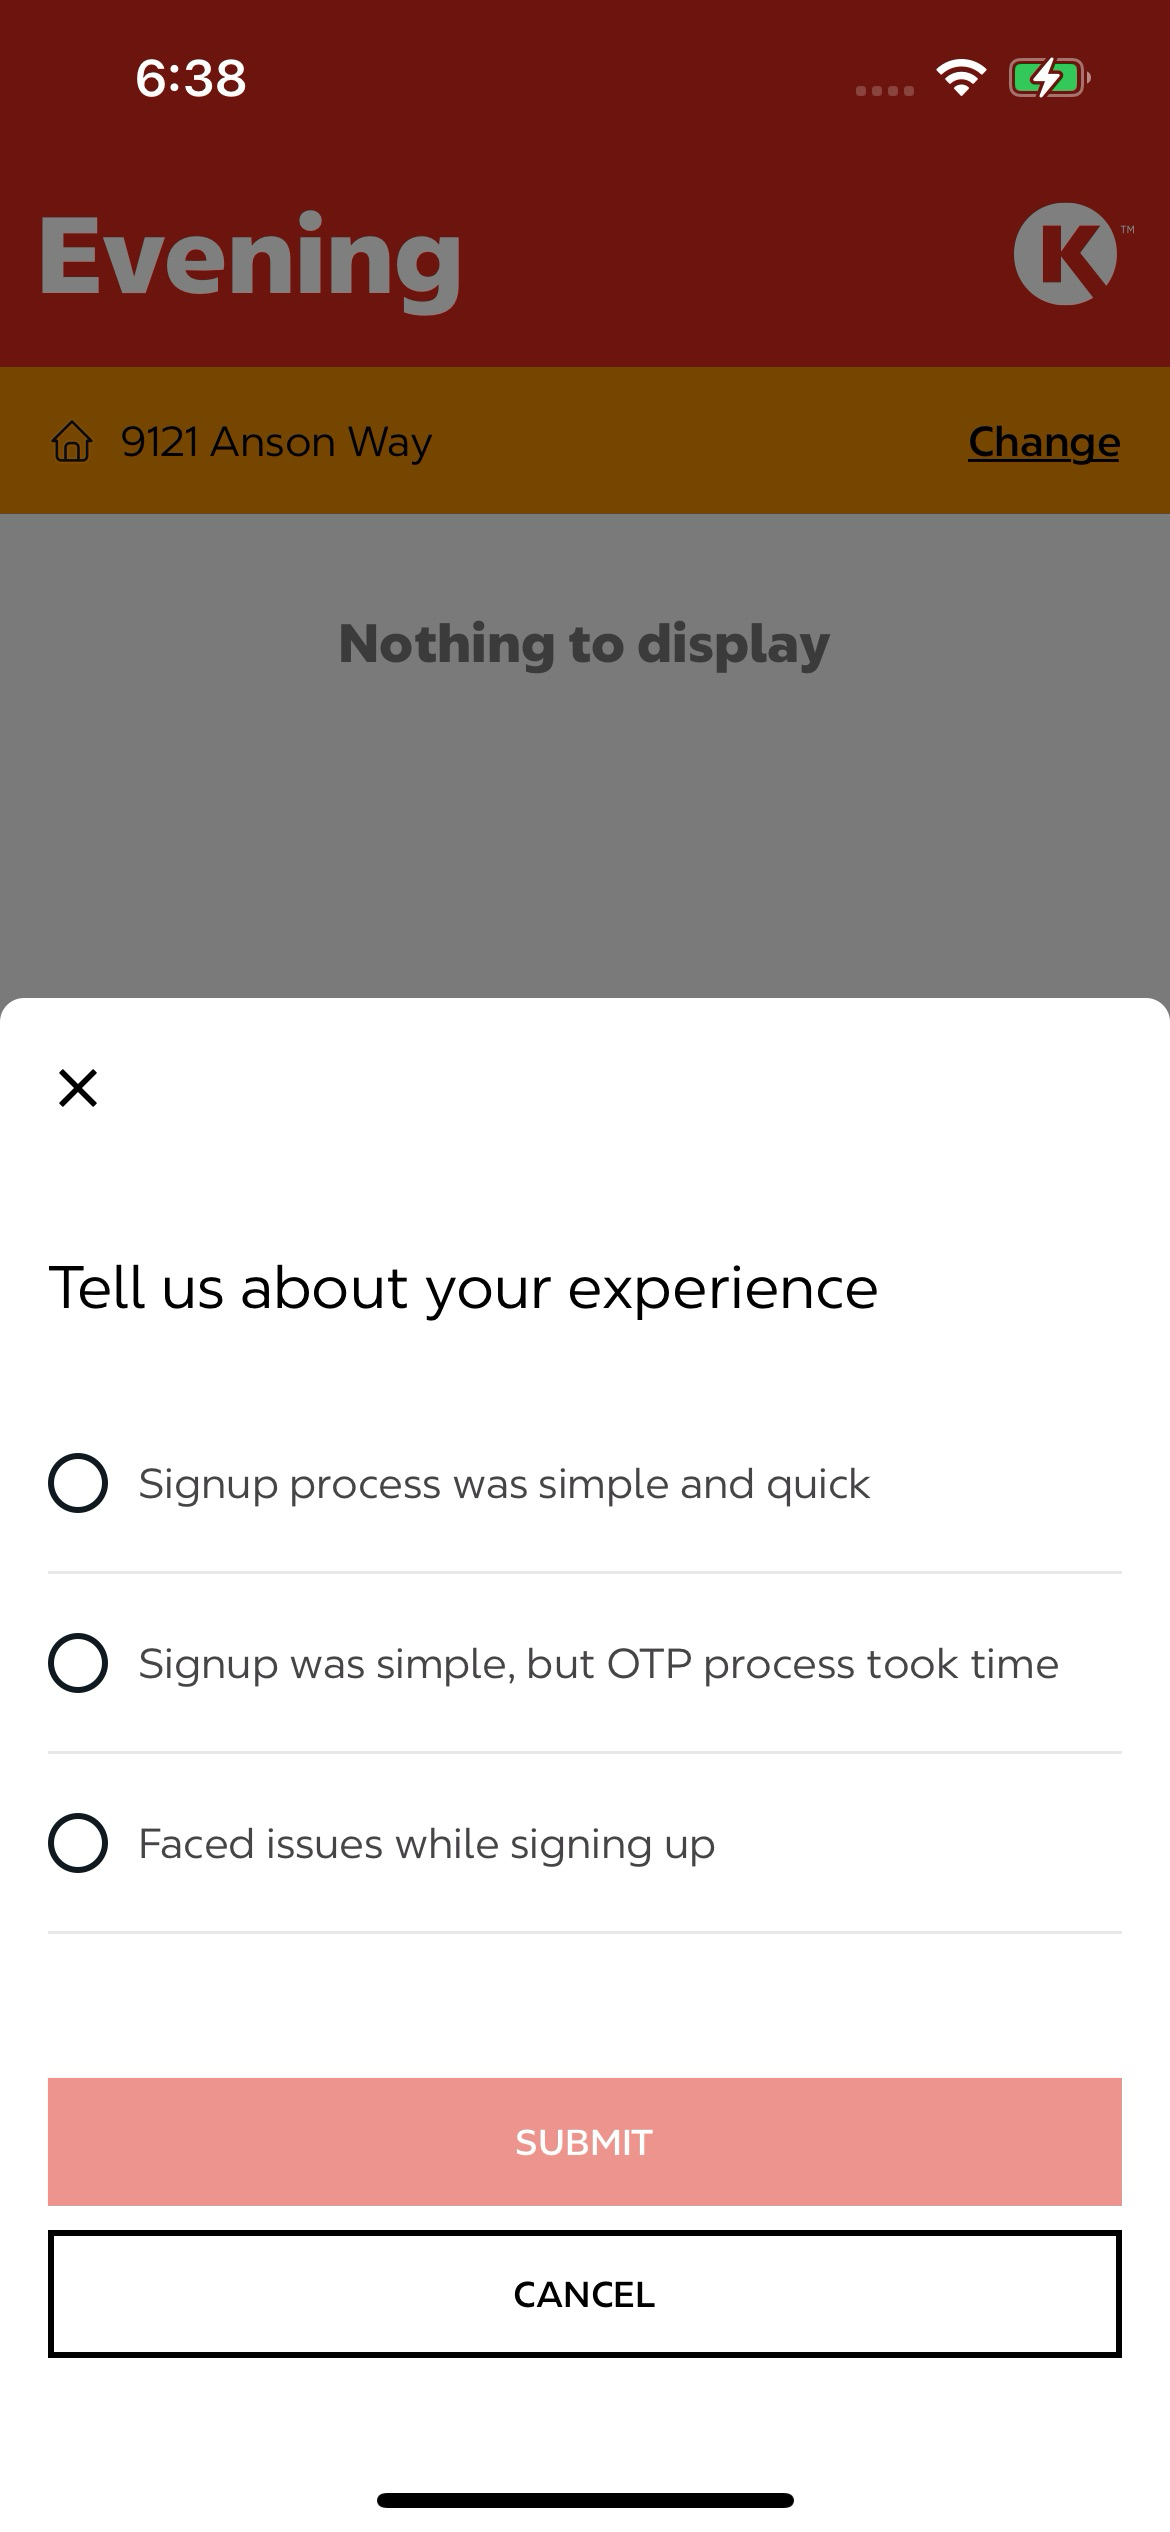 6:38
Evening
K™
9121 Anson Way
Change
Nothing to display
Tell us about your experience
Signup process was simple and quick
Signup was simple, but OTP process took time
Faced issues while signing up
SUBMIT
CANCEL